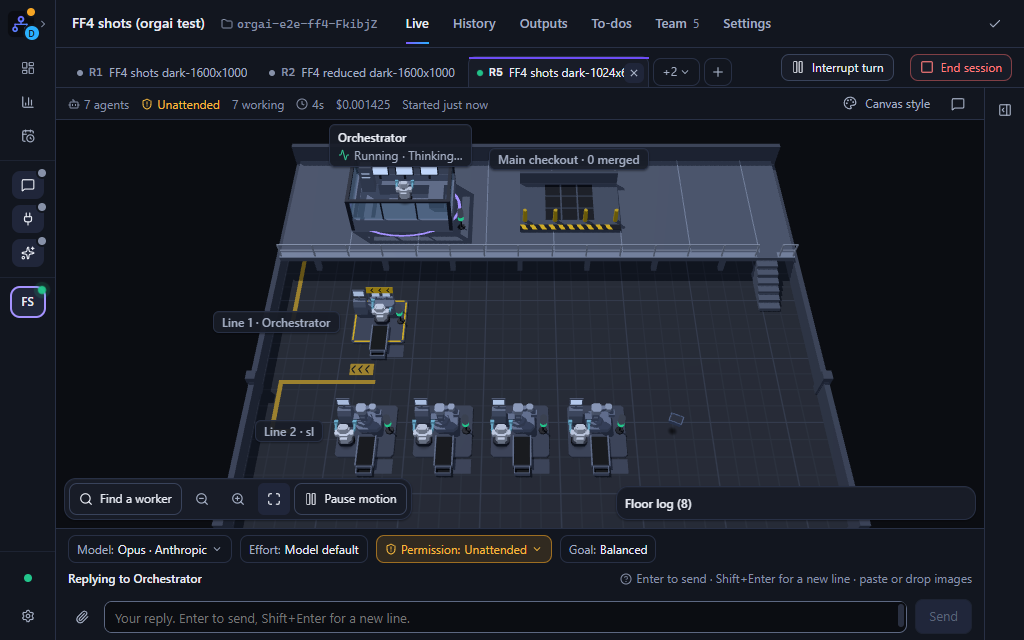 FF4 shots (orgai test)
orgai-e2e-ff4-FkibjZ
Live
History
Outputs
To-dos
Team 5
Settings
D
R1 FF4 shots dark-1600x1000
R2 FF4 reduced dark-1600x1000
R5 FF4 shots dark-1024x6
+2
Interrupt turn
End session
7 agents
Unattended
7 working
4s
$0.001425
Started just now
Canvas style
FS
Orchestrator
Running · Thinking...
Main checkout · 0 merged
Line 1 · Orchestrator
Line 2 · sl
Find a worker
Pause motion
Floor log (8)
Model: Opus · Anthropic
Effort: Model default
Permission: Unattended
Goal: Balanced
Replying to Orchestrator
Enter to send · Shift+Enter for a new line · paste or drop images
Your reply. Enter to send, Shift+Enter for a new line.
Send